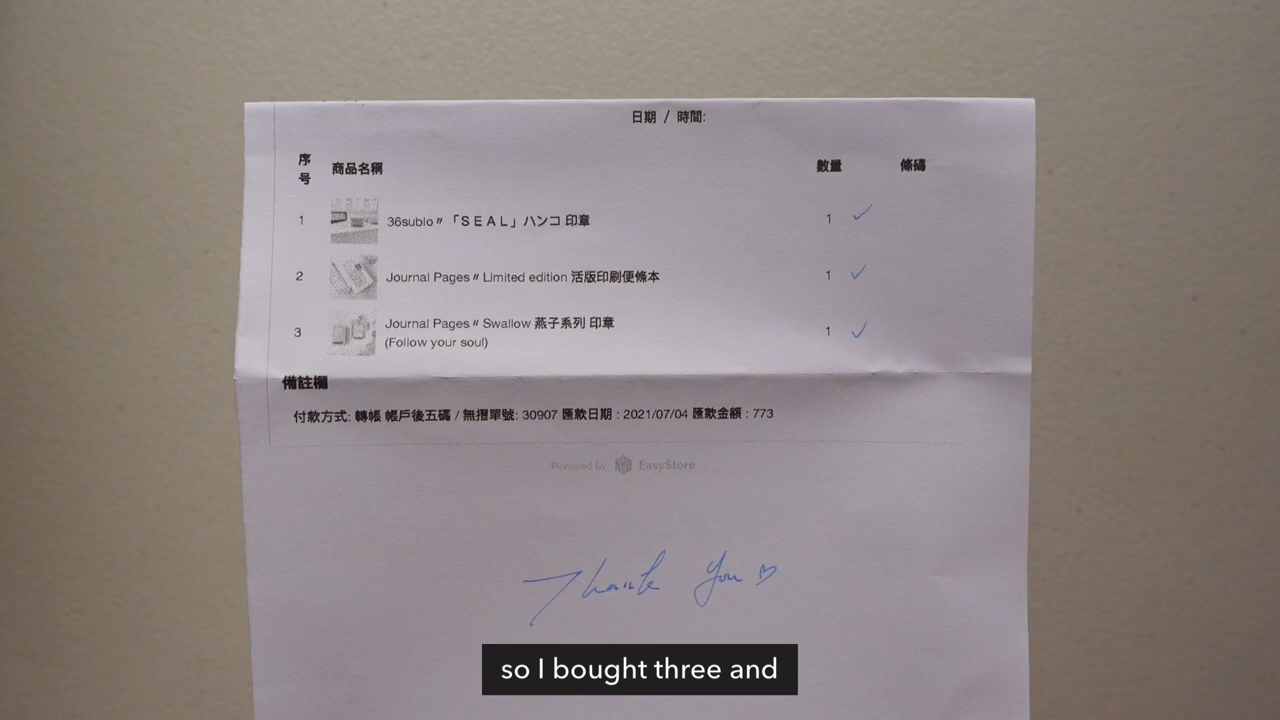 日期 / 時間:
序号 商品名稱 數量 條碼
1 36sublo〃「SEAL」ハンコ 印章 1
2 Journal Pages〃Limited edition 活版印刷便條本 1
3 Journal Pages〃Swallow 燕子系列 印章 1
(Follow your soul)
備註欄
付款方式: 轉帳 帳戶後五碼 / 無摺單號: 30907 匯款日期 : 2021/07/04 匯款金額 : 773
Powered by EasyStore
Thank You
so I bought three and